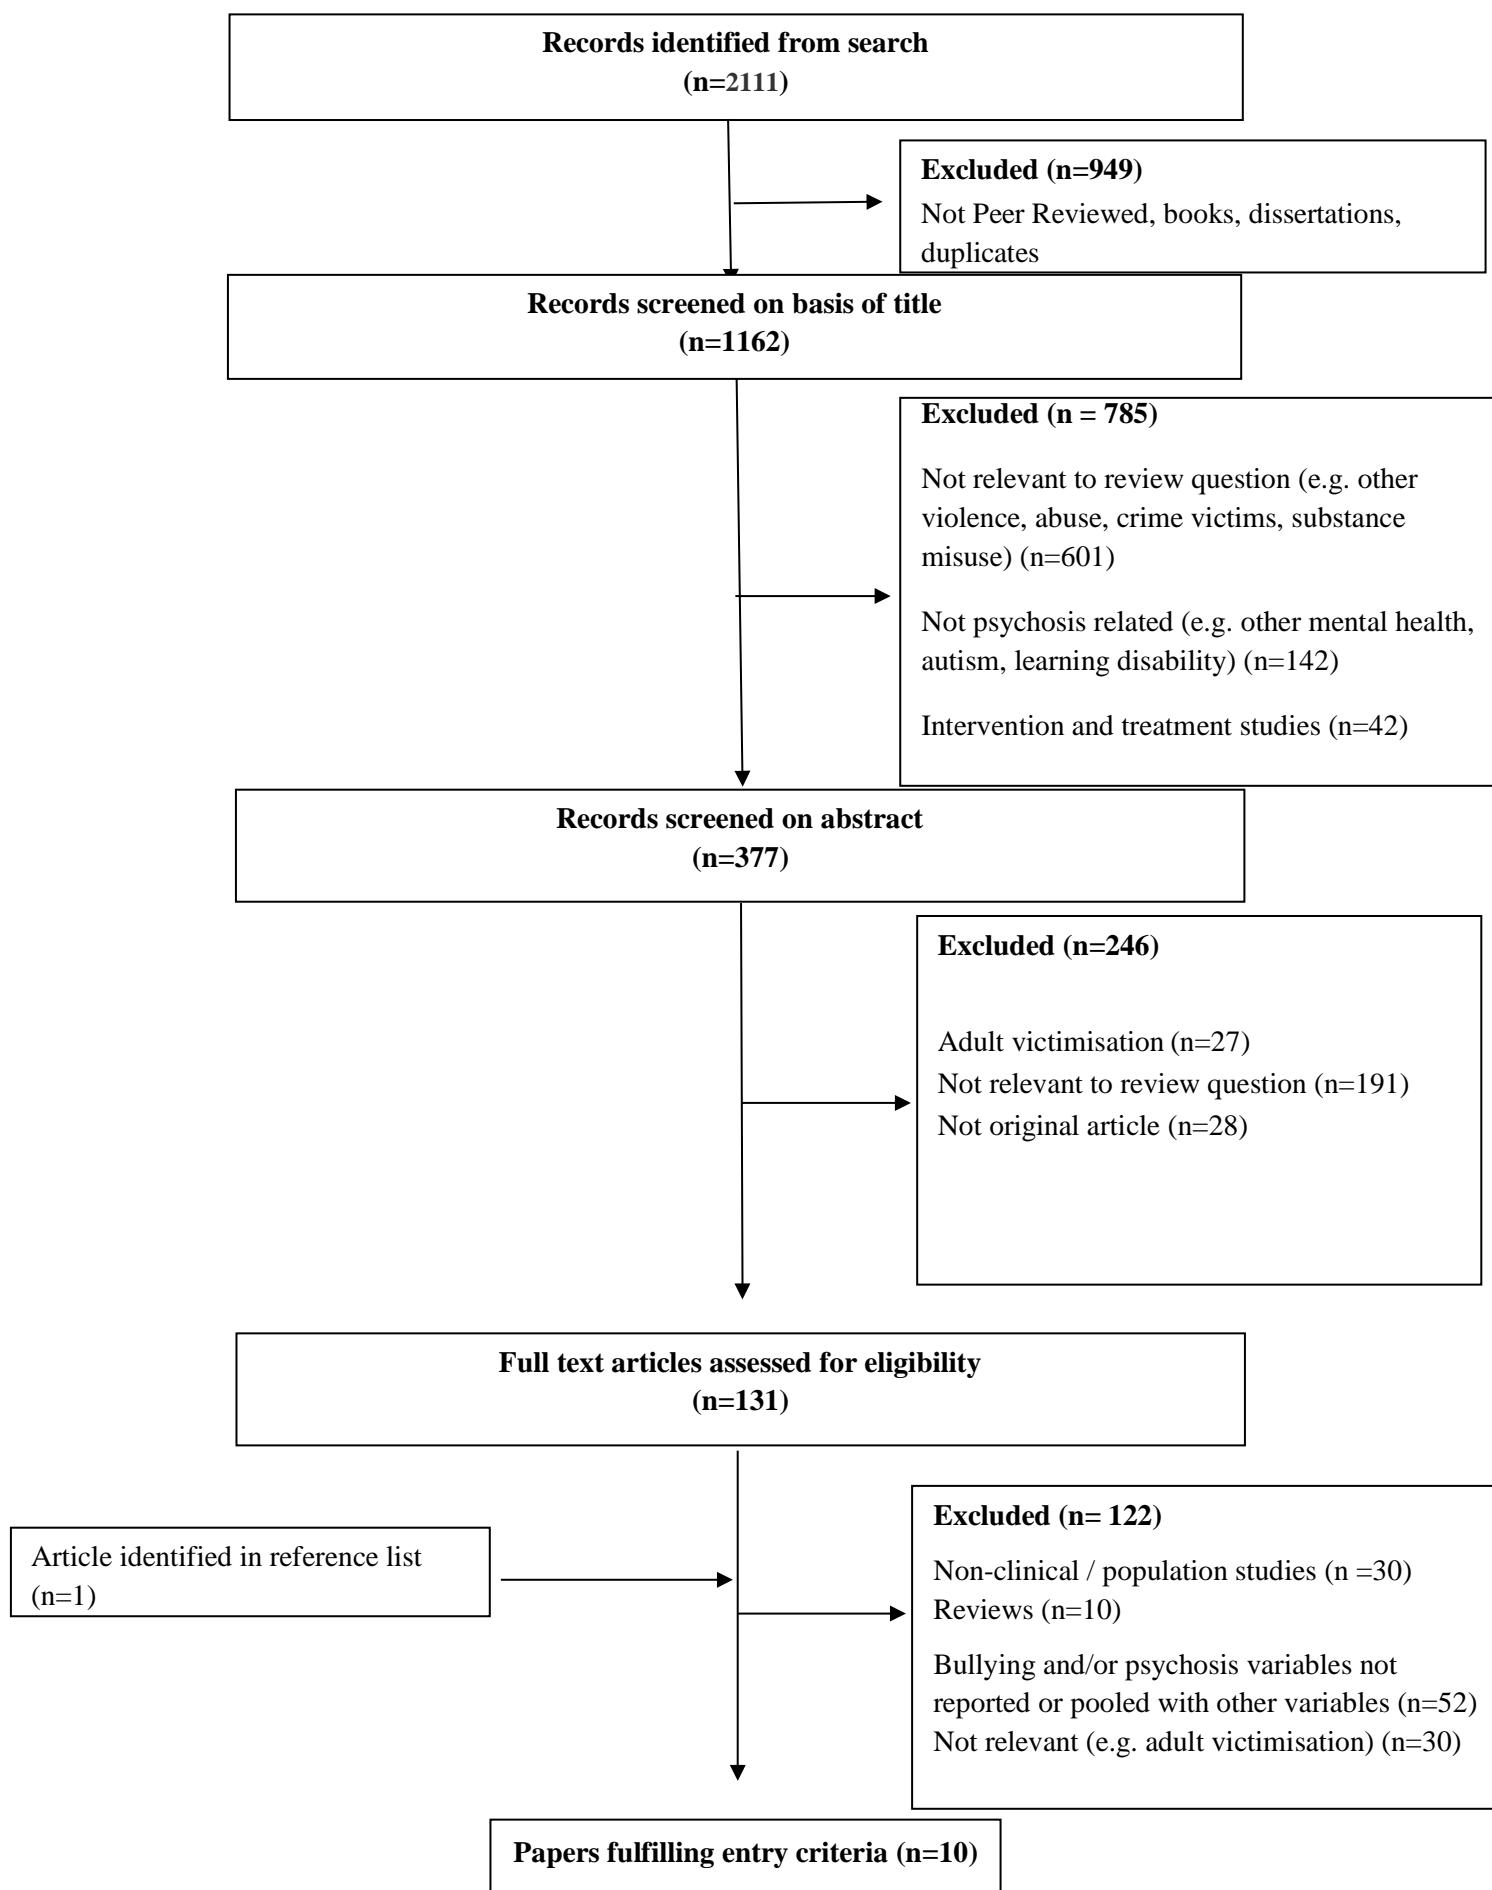 Records identified from search
(n=2111)
Excluded (n=949)
Not Peer Reviewed, books, dissertations,
duplicates
Records screened on basis of title
(n=1162)
Excluded (n = 785)
Not relevant to review question (e.g. other
violence, abuse, crime victims, substance
misuse) (n=601)
Not psychosis related (e.g. other mental health,
autism, learning disability) (n=142)
Intervention and treatment studies (n=42)
Records screened on abstract
(n=377)
Excluded (n=246)
Adult victimisation (n=27)
Not relevant to review question (n=191)
Not original article (n=28)
Full text articles assessed for eligibility
(n=131)
Article identified in reference list
(n=1)
Excluded (n= 122)
Non-clinical / population studies (n =30)
Reviews (n=10)
Bullying and/or psychosis variables not
reported or pooled with other variables (n=52)
Not relevant (e.g. adult victimisation) (n=30)
Papers fulfilling entry criteria (n=10)